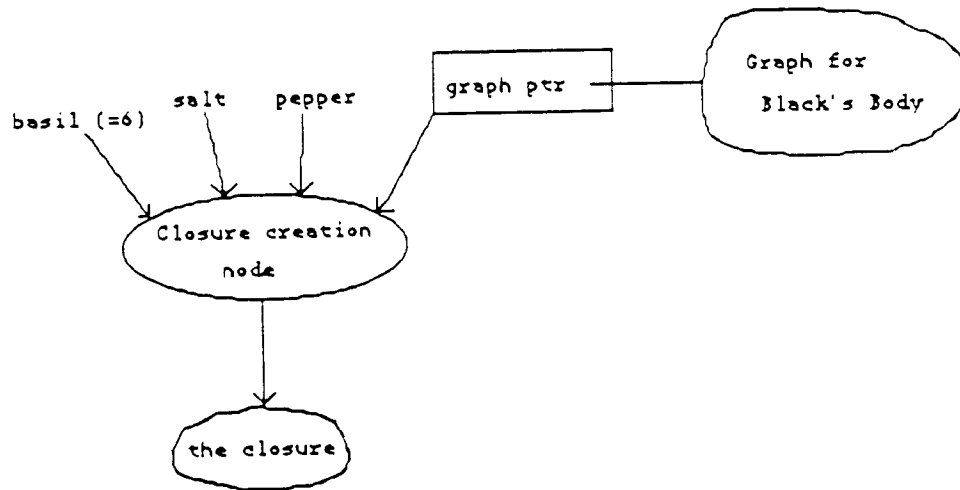 Graph for
Black's Body
graph ptr
salt
pepper
basil (=6)
Closure creation
node
the closure